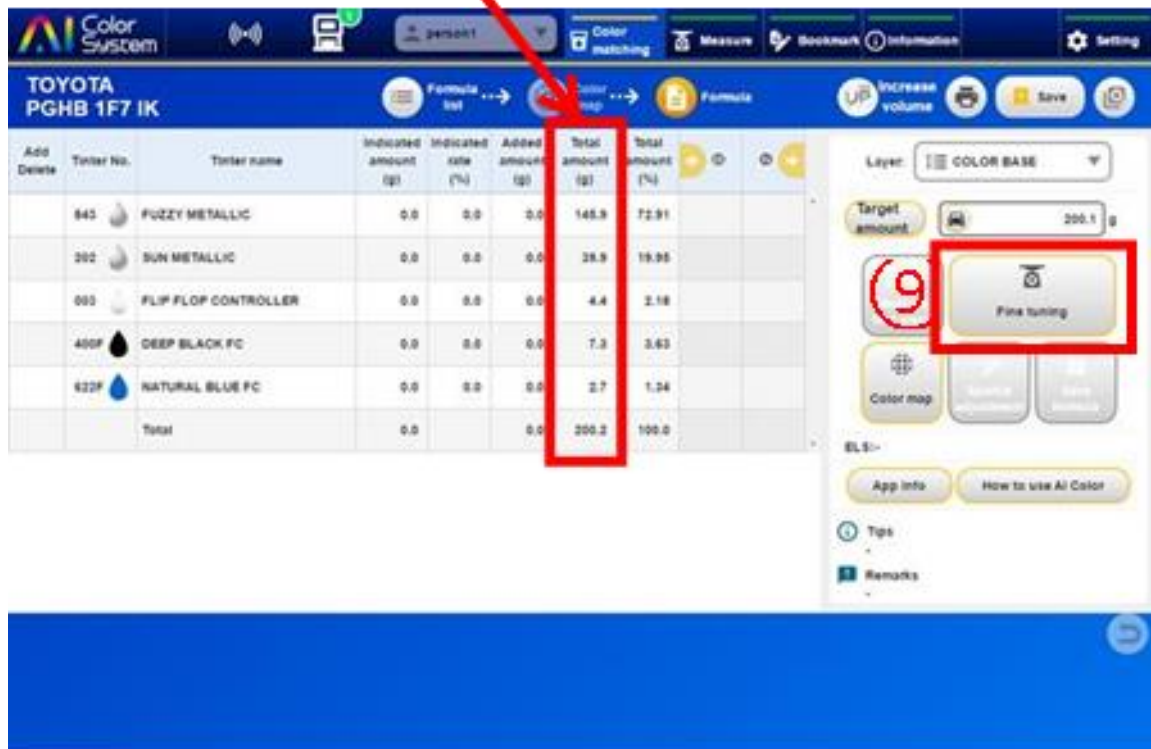 AI Color System
person1
Color matching
Measure
Bookmark
Information
Setting
TOYOTA
PGHB 1F7 IK
Formula list
Color map
Formula
UP Increase volume
Save
Add Delete
Tinter No.
Tinter name
Indicated amount (g)
Indicated rate (%)
Added amount (g)
Total amount (g)
Total amount (%)
843 FUZZY METALLIC 0.0 0.0 0.0 145.9 72.91
202 SUN METALLIC 0.0 0.0 0.0 39.9 19.95
003 FLIP FLOP CONTROLLER 0.0 0.0 0.0 4.4 2.18
400F DEEP BLACK FC 0.0 0.0 0.0 7.3 3.63
622F NATURAL BLUE FC 0.0 0.0 0.0 2.7 1.34
Total 0.0 0.0 200.2 100.0
Layer: COLOR BASE
Target amount 200.1 g
(9)
Fine tuning
Color map
ELS:-
App info
How to use AI Color
Tips
-
Remarks
-